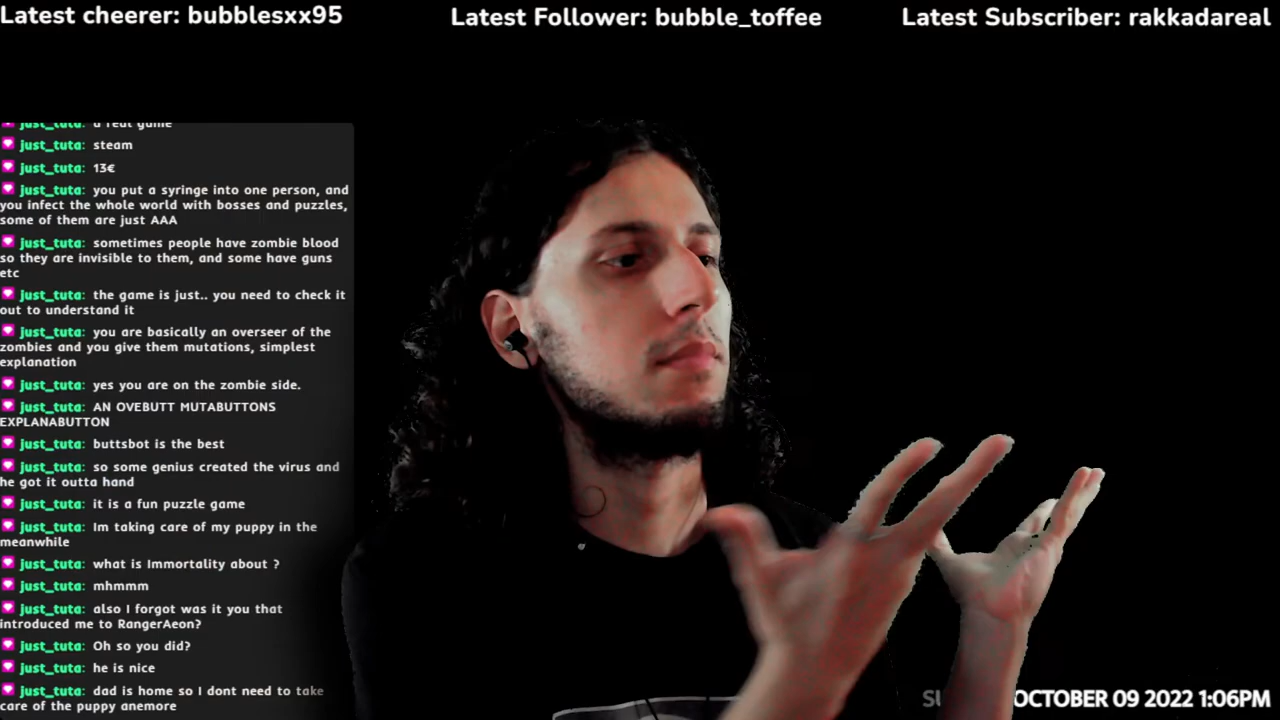 Latest cheerer: bubblesxx95
Latest Follower: bubble_toffee
Latest Subscriber: rakkadareal
just_tuta: a real game
just_tuta: steam
just_tuta: 13€
just_tuta: you put a syringe into one person, and
you infect the whole world with bosses and puzzles,
some of them are just AAA
just_tuta: sometimes people have zombie blood
so they are invisible to them, and some have guns
etc
just_tuta: the game is just.. you need to check it
out to understand it
just_tuta: you are basically an overseer of the
zombies and you give them mutations, simplest
explanation
just_tuta: yes you are on the zombie side.
just_tuta: AN OVEBUTT MUTABUTTONS
EXPLANABUTTON
just_tuta: buttsbot is the best
just_tuta: so some genius created the virus and
he got it outta hand
just_tuta: it is a fun puzzle game
just_tuta: Im taking care of my puppy in the
meanwhile
just_tuta: what is Immortality about ?
just_tuta: mhmmm
just_tuta: also I forgot was it you that
introduced me to RangerAeon?
just_tuta: Oh so you did?
just_tuta: he is nice
just_tuta: dad is home so I dont need to take
care of the puppy anemore
OCTOBER 09 2022 1:06PM